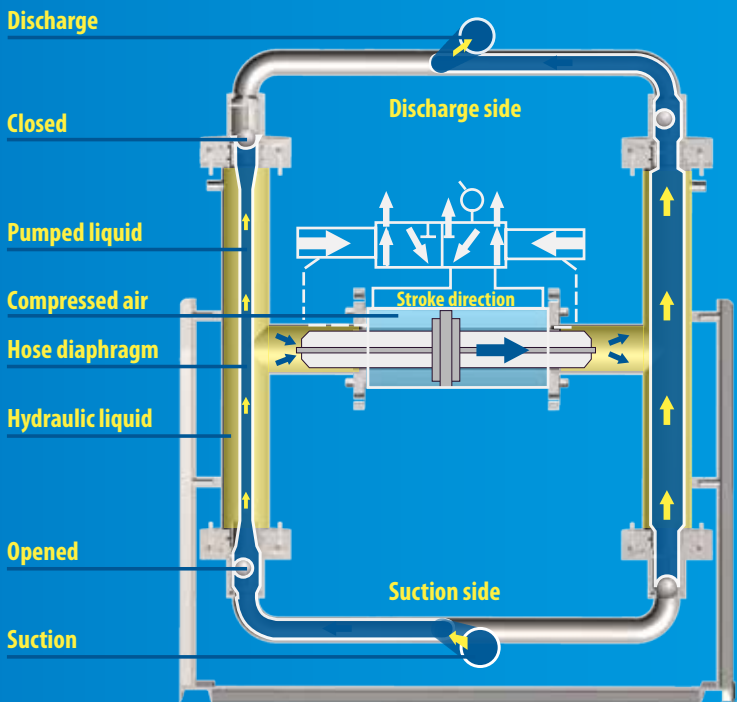 Discharge
Discharge side
Closed
Pumped liquid
Compressed air
Stroke direction
Hose diaphragm
Hydraulic liquid
Opened
Suction side
Suction